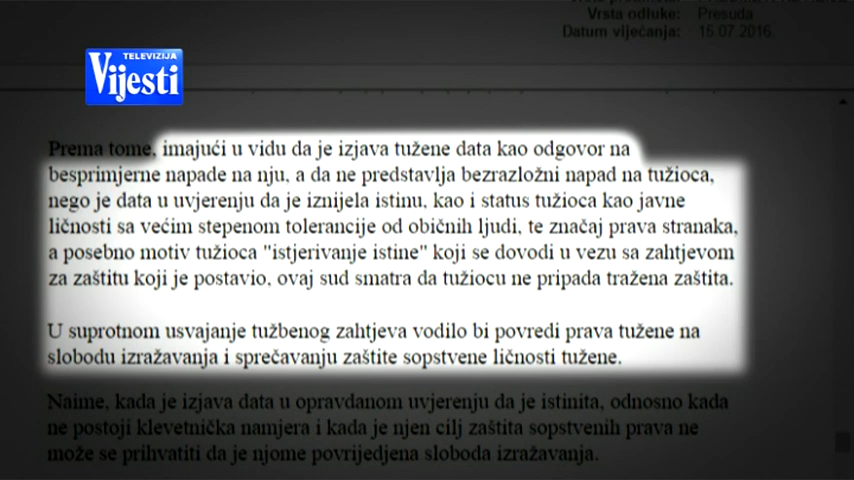 Vrsta odluke: Presuda
Datum vijećanja: 15.07.2016.
TELEVIZIJA
Vijesti
Prema tome, imajući u vidu da je izjava tužene data kao odgovor na
besprimjerne napade na nju, a da ne predstavlja bezrazložni napad na tužioca,
nego je data u uvjerenju da je iznijela istinu, kao i status tužioca kao javne
ličnosti sa većim stepenom tolerancije od običnih ljudi, te značaj prava stranaka,
a posebno motiv tužioca "istjerivanje istine" koji se dovodi u vezu sa zahtjevom
za zaštitu koji je postavio, ovaj sud smatra da tužiocu ne pripada tražena zaštita.
U suprotnom usvajanje tužbenog zahtjeva vodilo bi povredi prava tužene na
slobodu izražavanja i sprečavanju zaštite sopstvene ličnosti tužene.
Naime, kada je izjava data u opravdanom uvjerenju da je istinita, odnosno kada
ne postoji klevetnička namjera i kada je njen cilj zaštita sopstvenih prava ne
može se prihvatiti da je njome povrijedjena sloboda izražavanja.